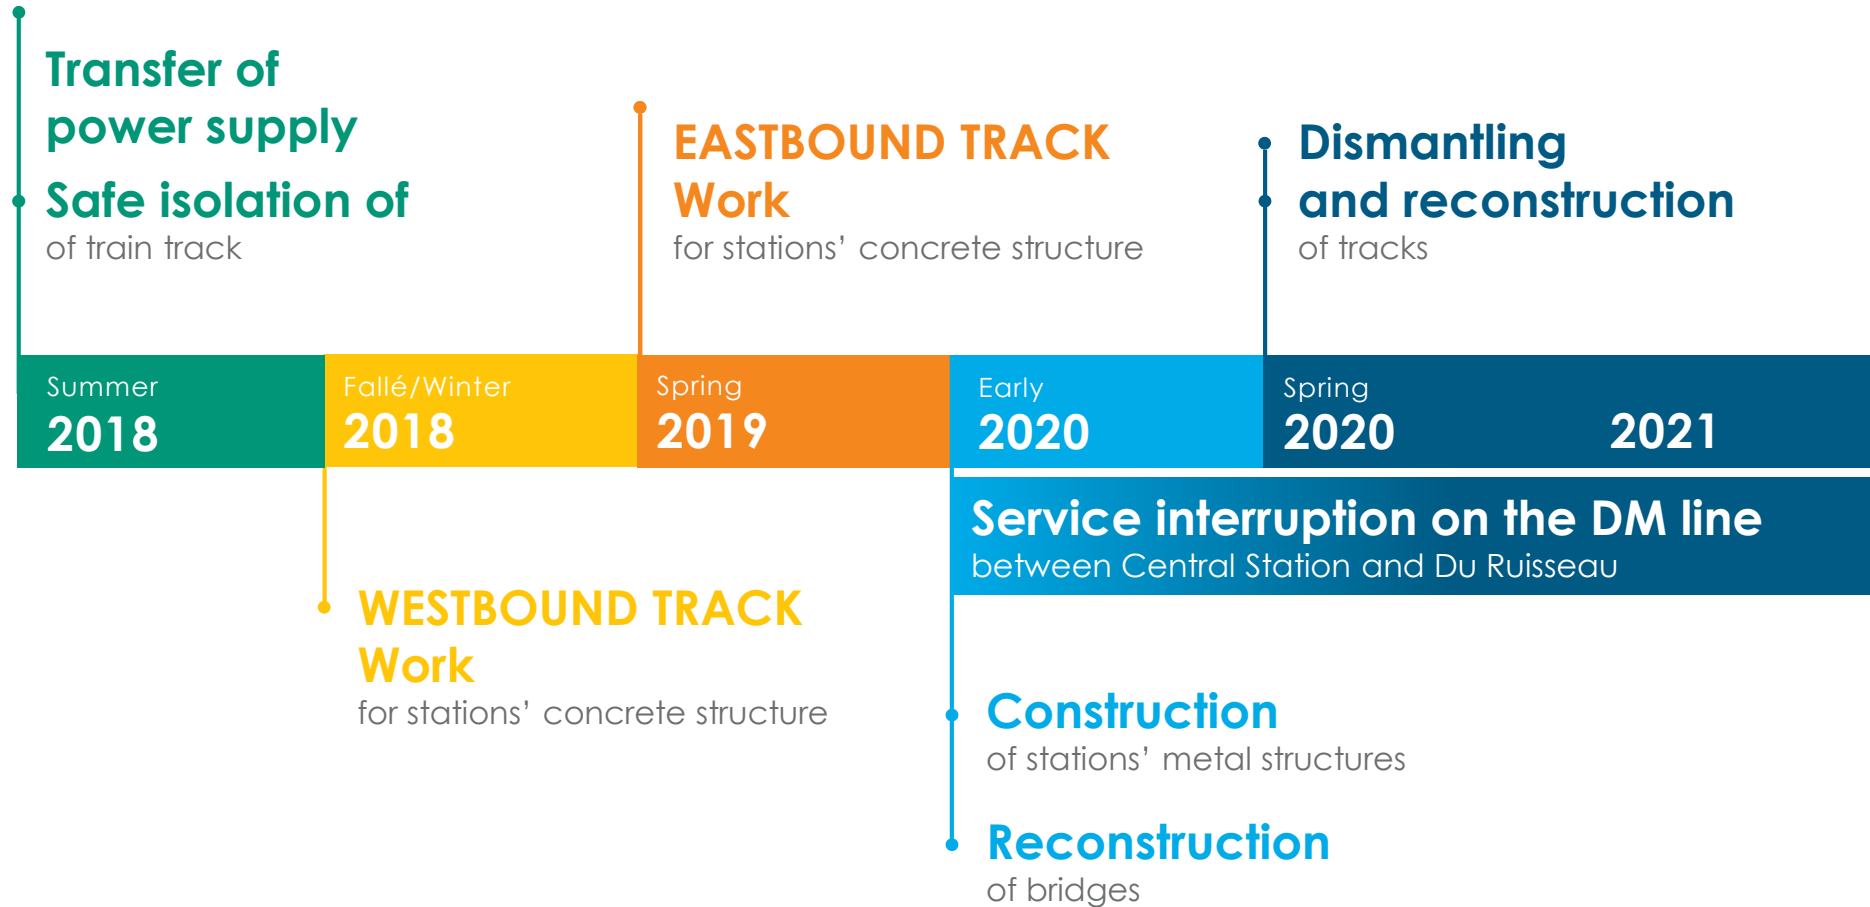 Transfer of
power supply
Safe isolation of
of train track
EASTBOUND TRACK
Work
for stations’ concrete structure
Dismantling
and reconstruction
of tracks
Summer
2018
Fallé/Winter
2018
Spring
2019
Early
2020
Spring
2020
2021
Service interruption on the DM line
between Central Station and Du Ruisseau
WESTBOUND TRACK
Work
for stations’ concrete structure
Construction
of stations’ metal structures
Reconstruction
of bridges